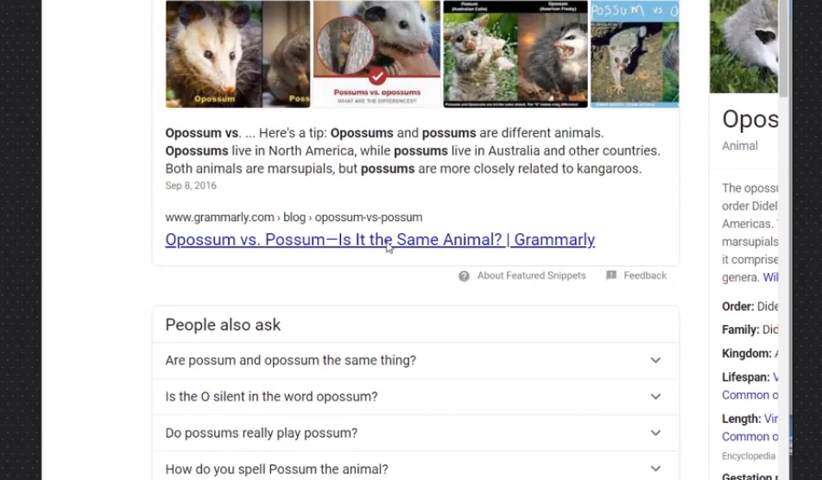 Opossum
Poss
Possums vs. opossums
WHAT ARE THE DIFFERENCES?
Possum
Opossum
POSSUM vs. O
Opossum vs. ... Here's a tip: Opossums and possums are different animals.
Opossums live in North America, while possums live in Australia and other countries.
Both animals are marsupials, but possums are more closely related to kangaroos.
Sep 8, 2016
www.grammarly.com › blog › opossum-vs-possum
Opossum vs. Possum—Is It the Same Animal? | Grammarly
About Featured Snippets
Feedback
People also ask
Are possum and opossum the same thing?
Is the O silent in the word opossum?
Do possums really play possum?
How do you spell Possum the animal?
Opos
Animal
The opossu
order Didel
Americas. T
marsupials
it comprise
genera. Wil
Order: Dide
Family: Did
Kingdom: A
Lifespan: V
Common o
Length: Vir
Common o
Encyclopedia
Gestation p